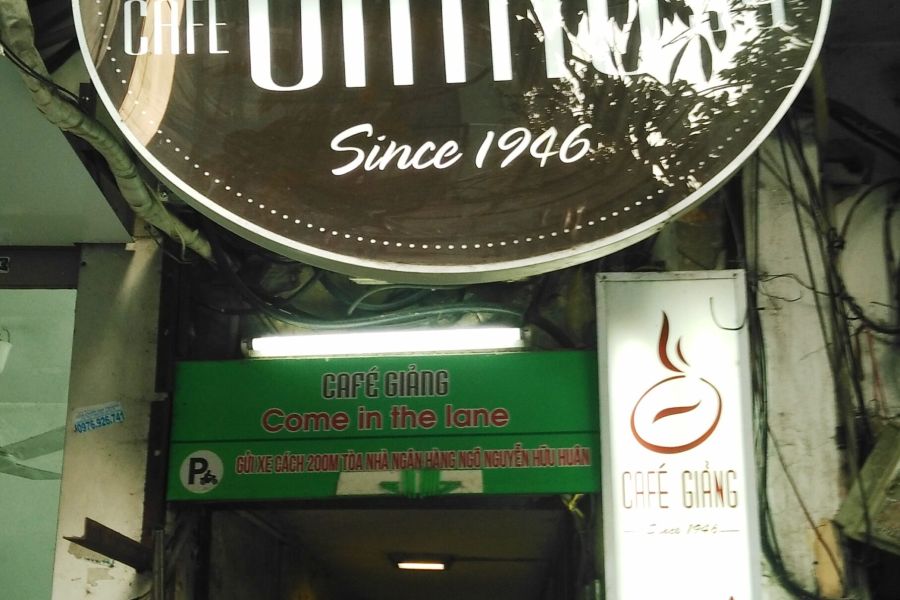 CAFE
Since 1946
CAFÉ GIẢNG
Come in the lane
P
GỬI XE CÁCH 200M TÒA NHÀ NGÂN HÀNG NGÕ NGUYỄN HỮU HUÂN
0976.926.741
CAFÉ GIẢNG
Since 1946